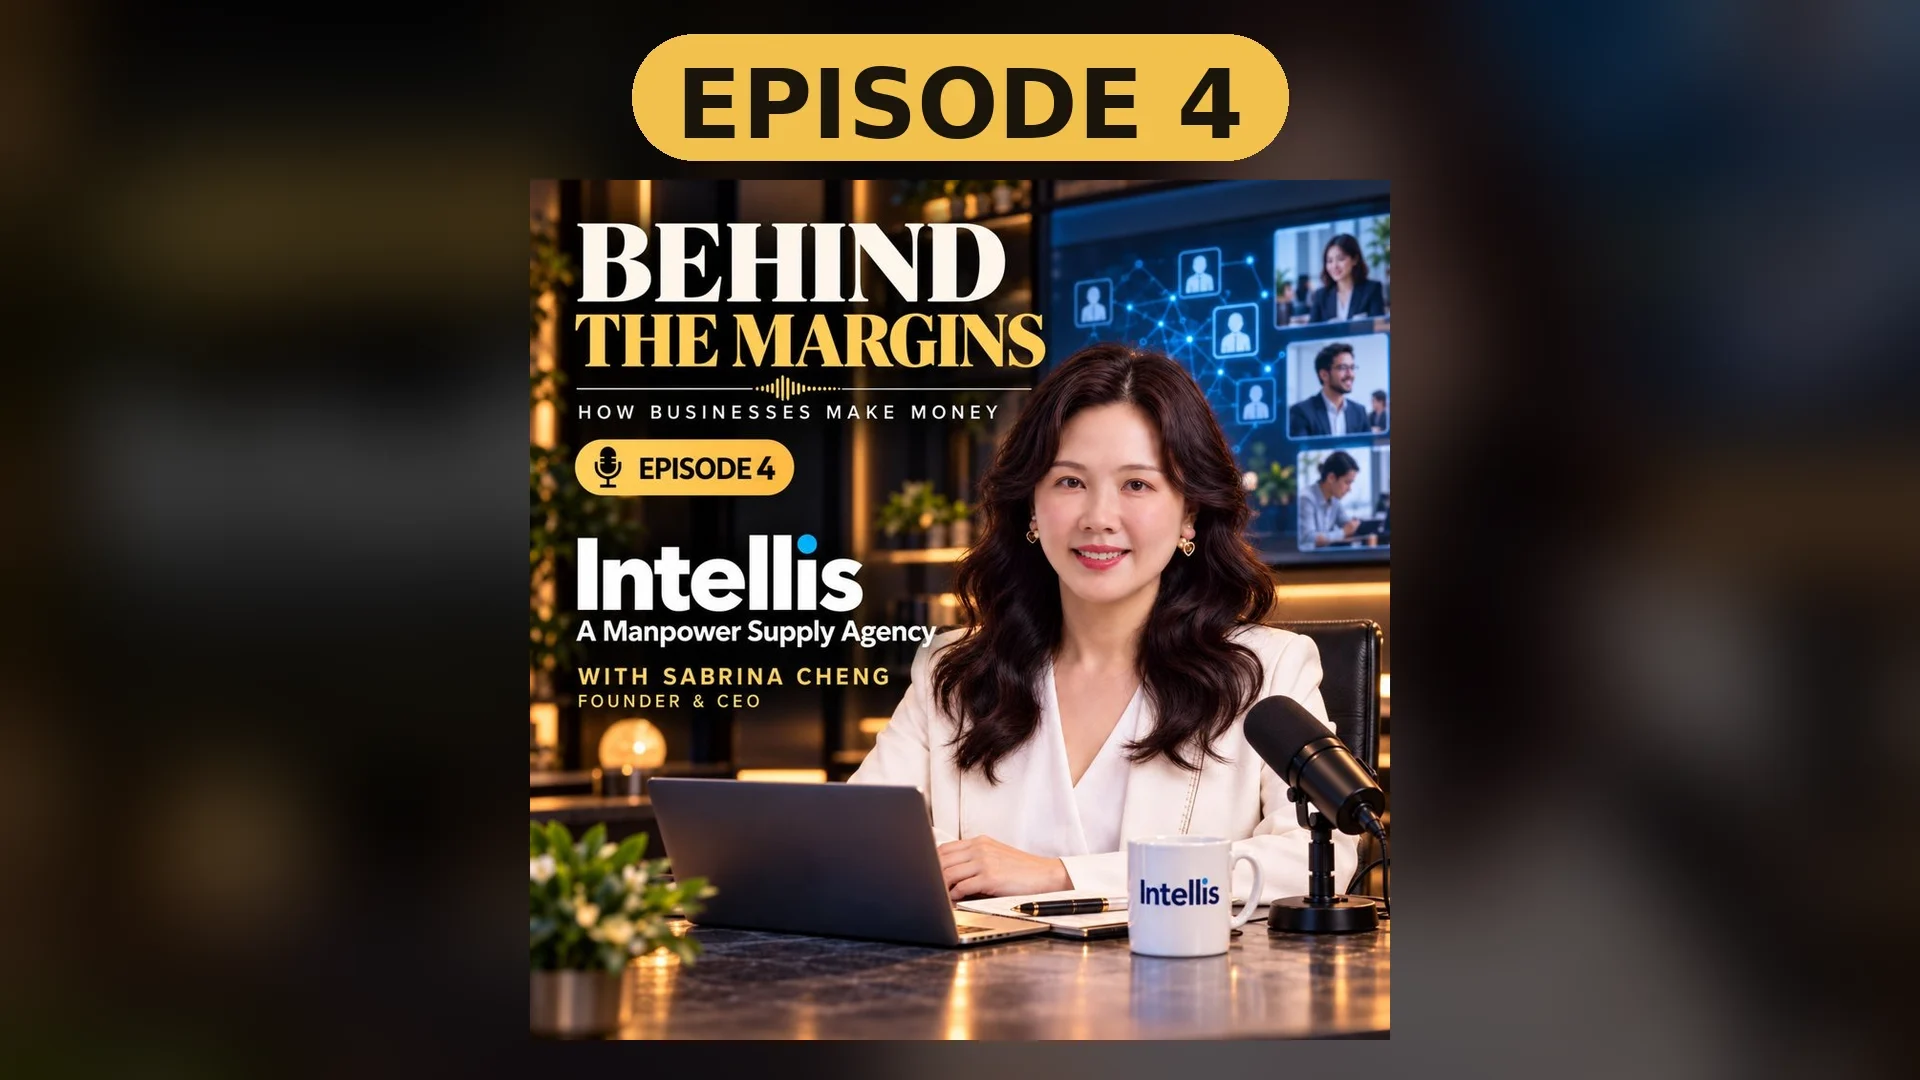 EPISODE 4
BEHIND
THE MARGINS
HOW BUSINESSES MAKE MONEY
EPISODE 4
Intellis
A Manpower Supply Agency
WITH SABRINA CHENG
FOUNDER & CEO
Intellis